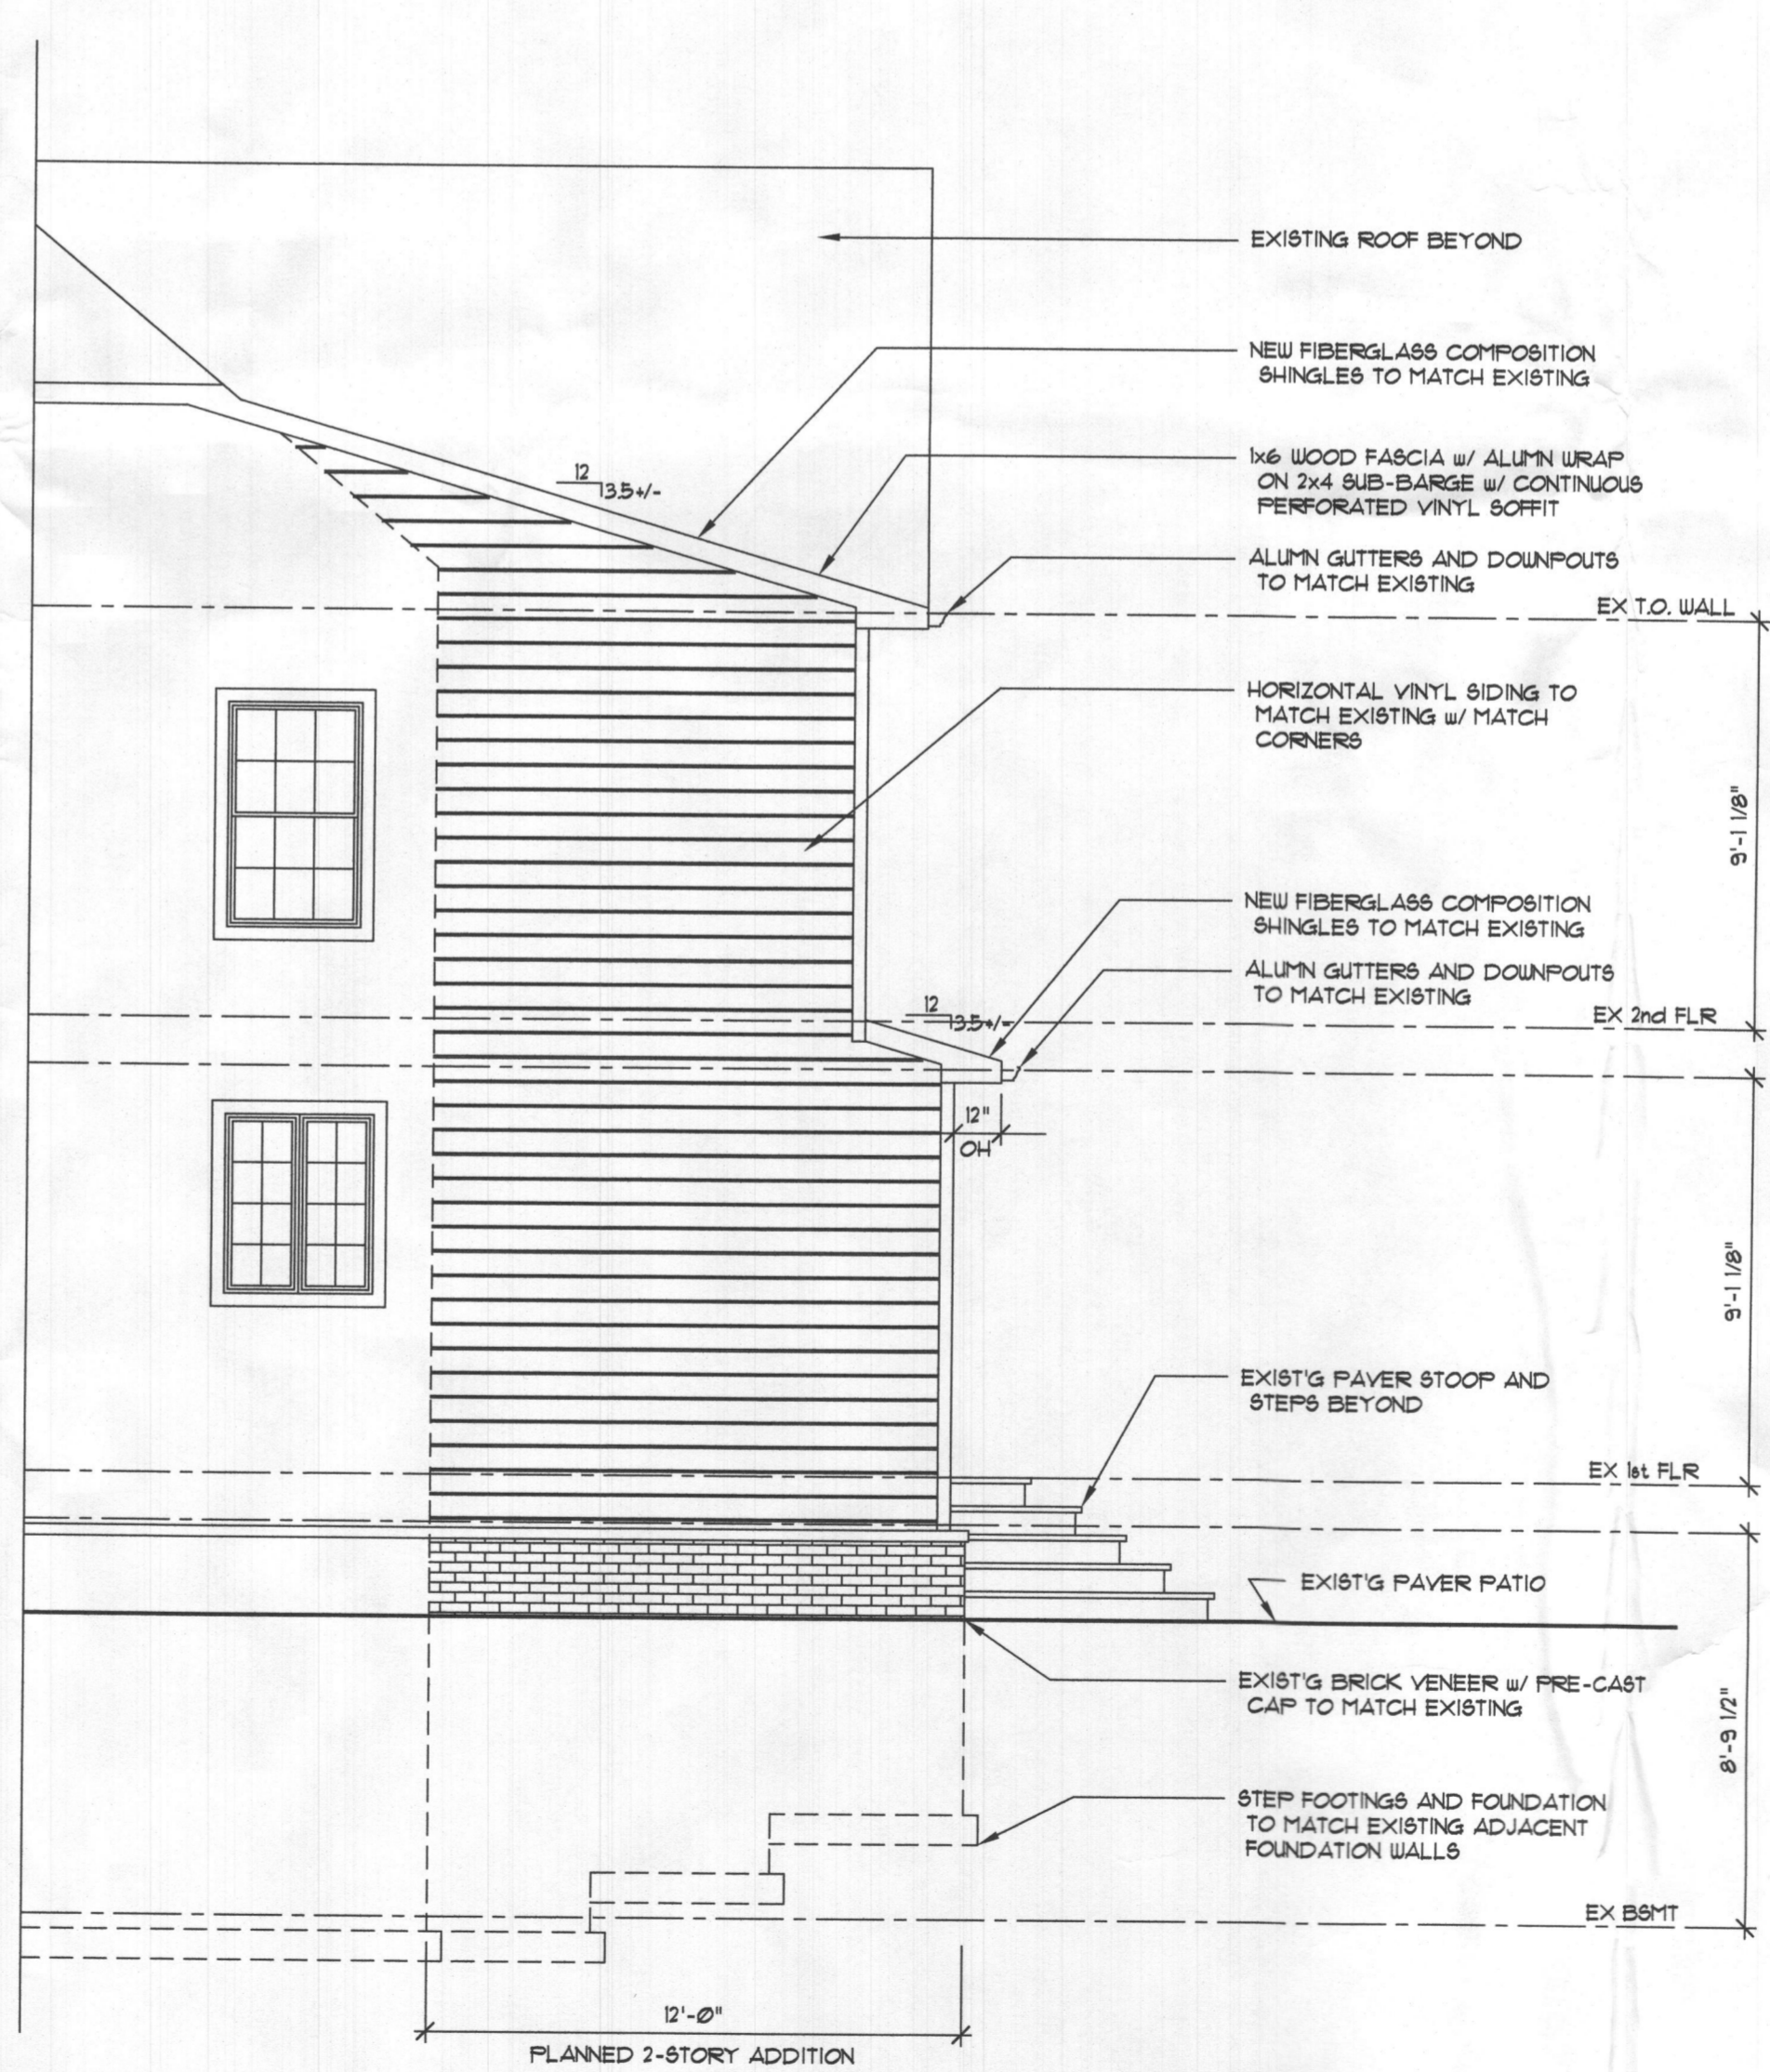 EXISTING ROOF BEYOND
NEW FIBERGLASS COMPOSITION
SHINGLES TO MATCH EXISTING
1x6 WOOD FASCIA w/ ALUMN WRAP
ON 2x4 SUB-BARGE w/ CONTINUOUS
PERFORATED VINYL SOFFIT
12
3.5+/-
ALUMN GUTTERS AND DOWNPOUTS
TO MATCH EXISTING
EX T.O. WALL
HORIZONTAL VINYL SIDING TO
MATCH EXISTING w/ MATCH
CORNERS
9'-1 1/8"
NEW FIBERGLASS COMPOSITION
SHINGLES TO MATCH EXISTING
ALUMN GUTTERS AND DOWNPOUTS
TO MATCH EXISTING
12
3.5+/-
EX 2nd FLR
12"
OH
9'-1 1/8"
EXIST'G PAVER STOOP AND
STEPS BEYOND
EX 1st FLR
EXIST'G PAVER PATIO
EXIST'G BRICK VENEER w/ PRE-CAST
CAP TO MATCH EXISTING
8'-9 1/2"
STEP FOOTINGS AND FOUNDATION
TO MATCH EXISTING ADJACENT
FOUNDATION WALLS
EX BSMT
12'-0"
PLANNED 2-STORY ADDITION